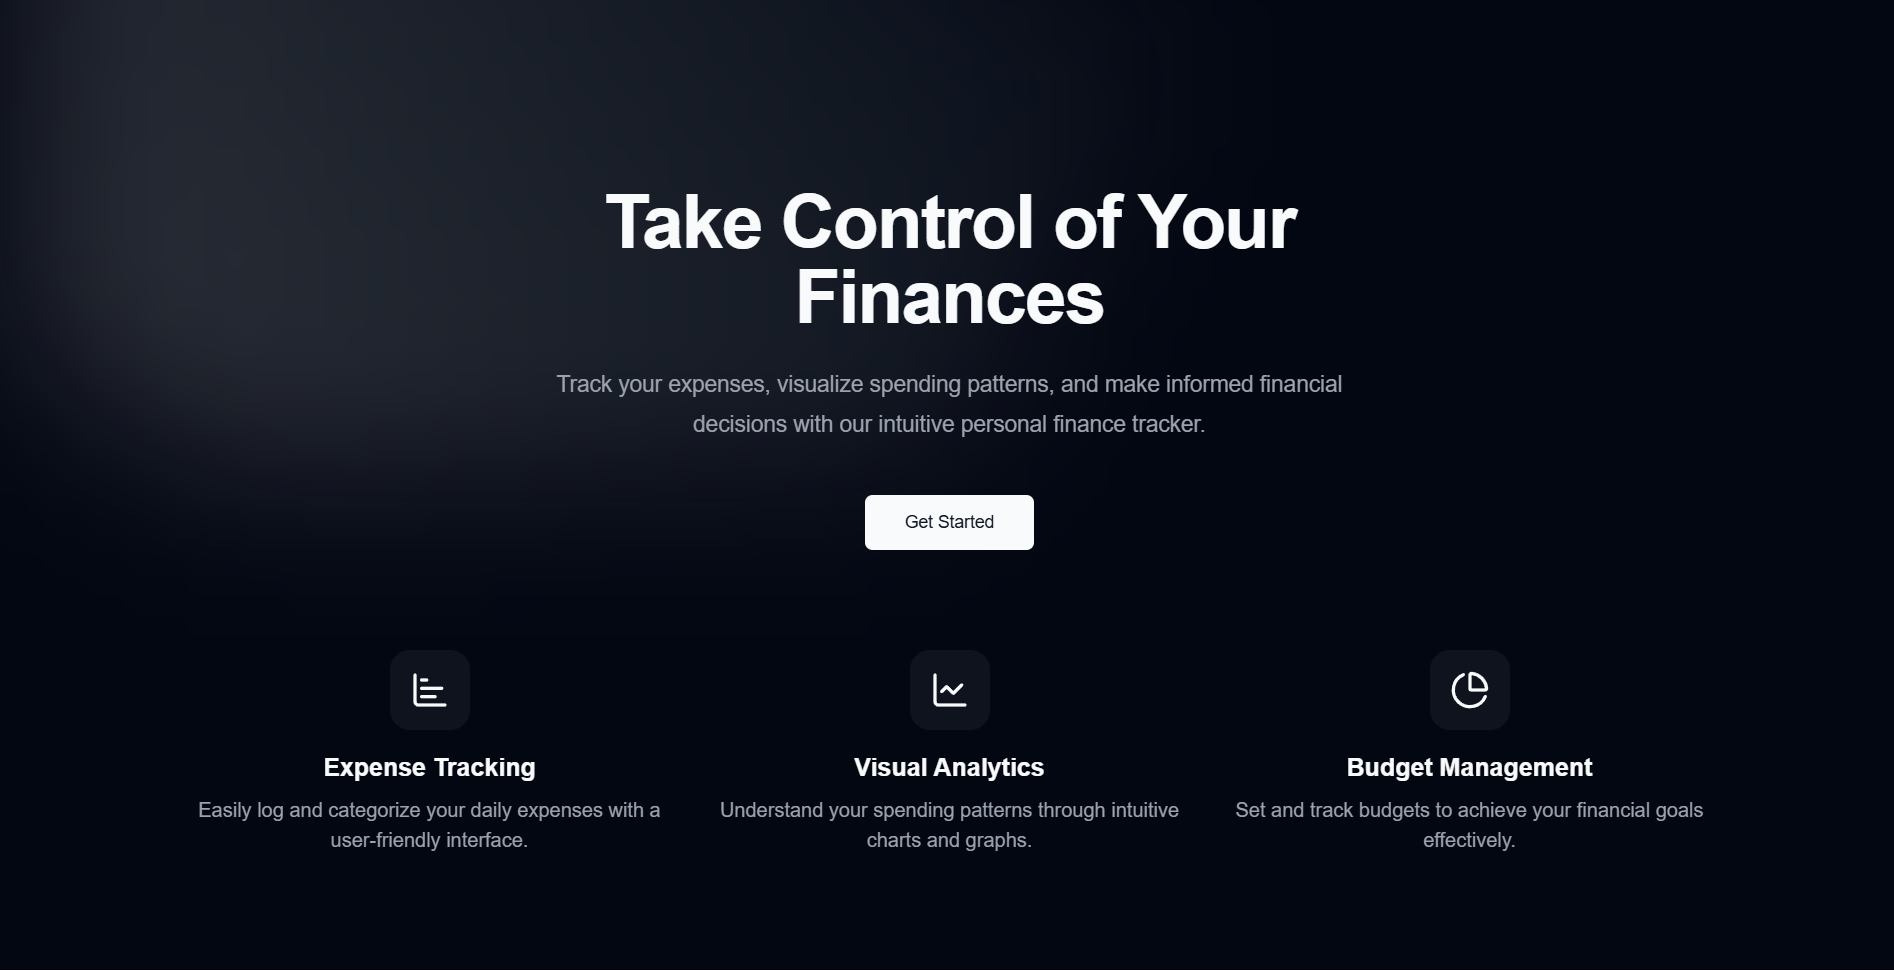 Take Control of Your
Finances
Track your expenses, visualize spending patterns, and make informed financial
decisions with our intuitive personal finance tracker.
Get Started
Expense Tracking
Easily log and categorize your daily expenses with a
user-friendly interface.
Visual Analytics
Understand your spending patterns through intuitive
charts and graphs.
Budget Management
Set and track budgets to achieve your financial goals
effectively.